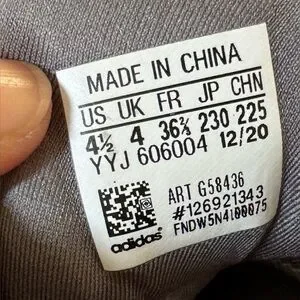 MADE IN CHINA
US UK FR JP CHN
4½ 4 36⅔ 230 225
YYJ 606004 12/20
ART G58436
#126921343
FNDW5N4100075
adidas